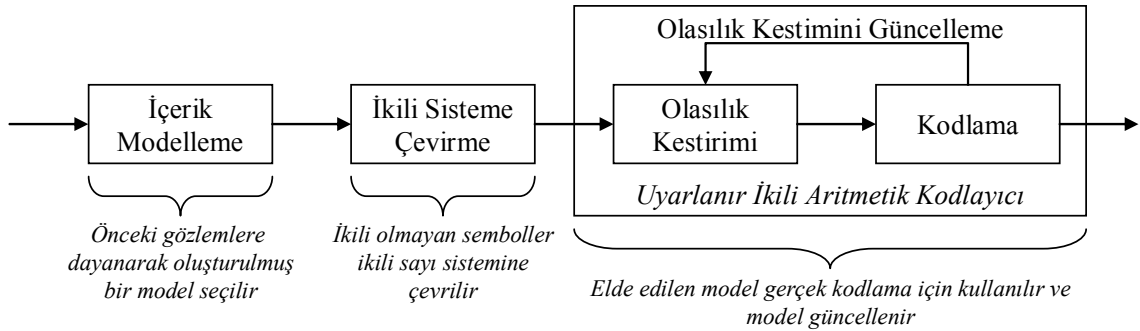 Olasılık Kestimini Güncelleme
İçerik
Modelleme
İkili Sisteme
Çevirme
Olasılık
Kestirimi
Kodlama
Uyarlanır İkili Aritmetik Kodlayıcı
Önceki gözlemlere
dayanarak oluşturulmuş
bir model seçilir
İkili olmayan semboller
ikili sayı sistemine
çevrilir
Elde edilen model gerçek kodlama için kullanılır ve
model güncellenir